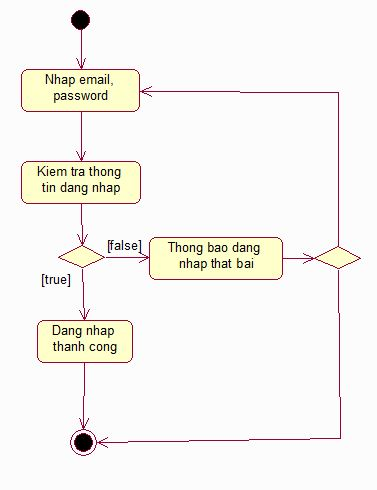 Nhap email,
password
Kiem tra thong
tin dang nhap
[false]
Thong bao dang
nhap that bai
[true]
Dang nhap
thanh cong